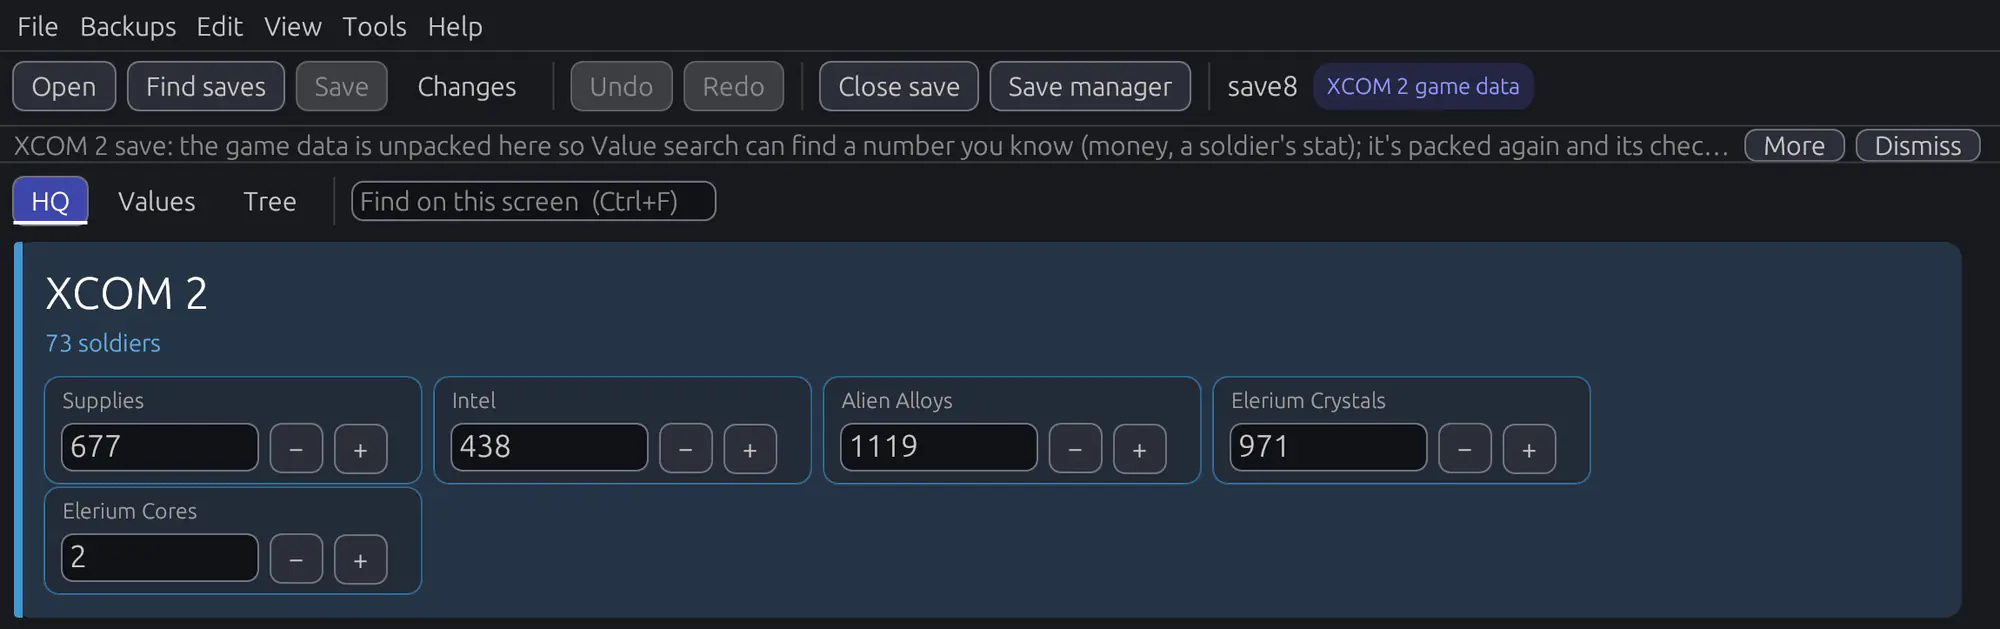 File Backups Edit View Tools Help
Open Find saves Save Changes Undo Redo Close save Save manager save8 XCOM 2 game data
XCOM 2 save: the game data is unpacked here so Value search can find a number you know (money, a soldier's stat); it's packed again and its chec... More Dismiss
HQ Values Tree Find on this screen (Ctrl+F)
XCOM 2
73 soldiers
Supplies Intel Alien Alloys Elerium Crystals
677 − + 438 − + 1119 − + 971 − +
Elerium Cores
2 − +